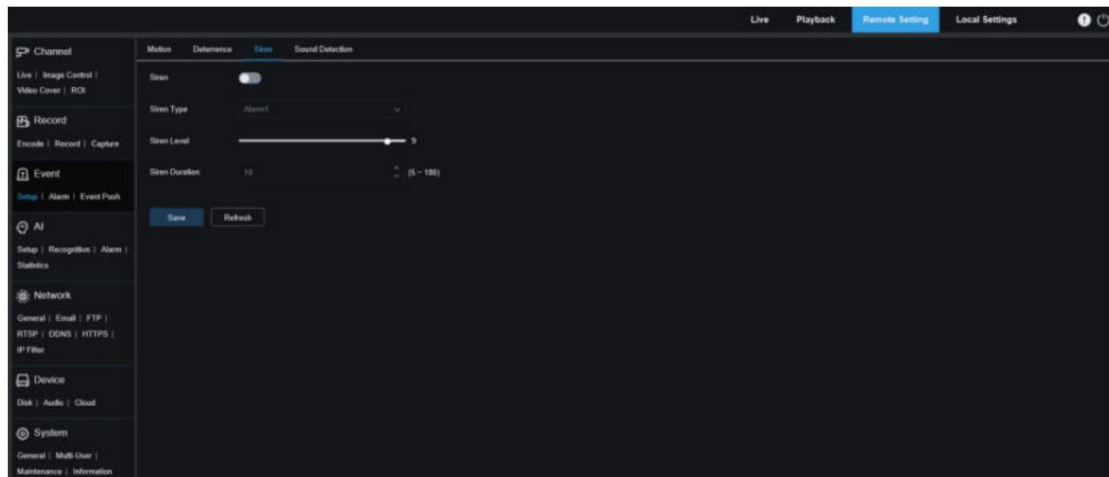 Live Playback Remote Setting Local Settings
Channel
Live | Image Control |
Video Cover | ROI
Record
Encode | Record | Capture
Event
Setup | Alarm | Event Push
AI
Setup | Recognition | Alarm |
Statistics
Network
General | Email | FTP |
RTSP | DDNS | HTTPS |
IP Filter
Device
Disk | Audio | Cloud
System
General | Multi-User |
Maintenance | Information
Motion Deterrence Siren Sound Detection
Siren
Siren Type Alarm1
Siren Level 9
Siren Duration 10 (5 ~ 180)
Save Refresh